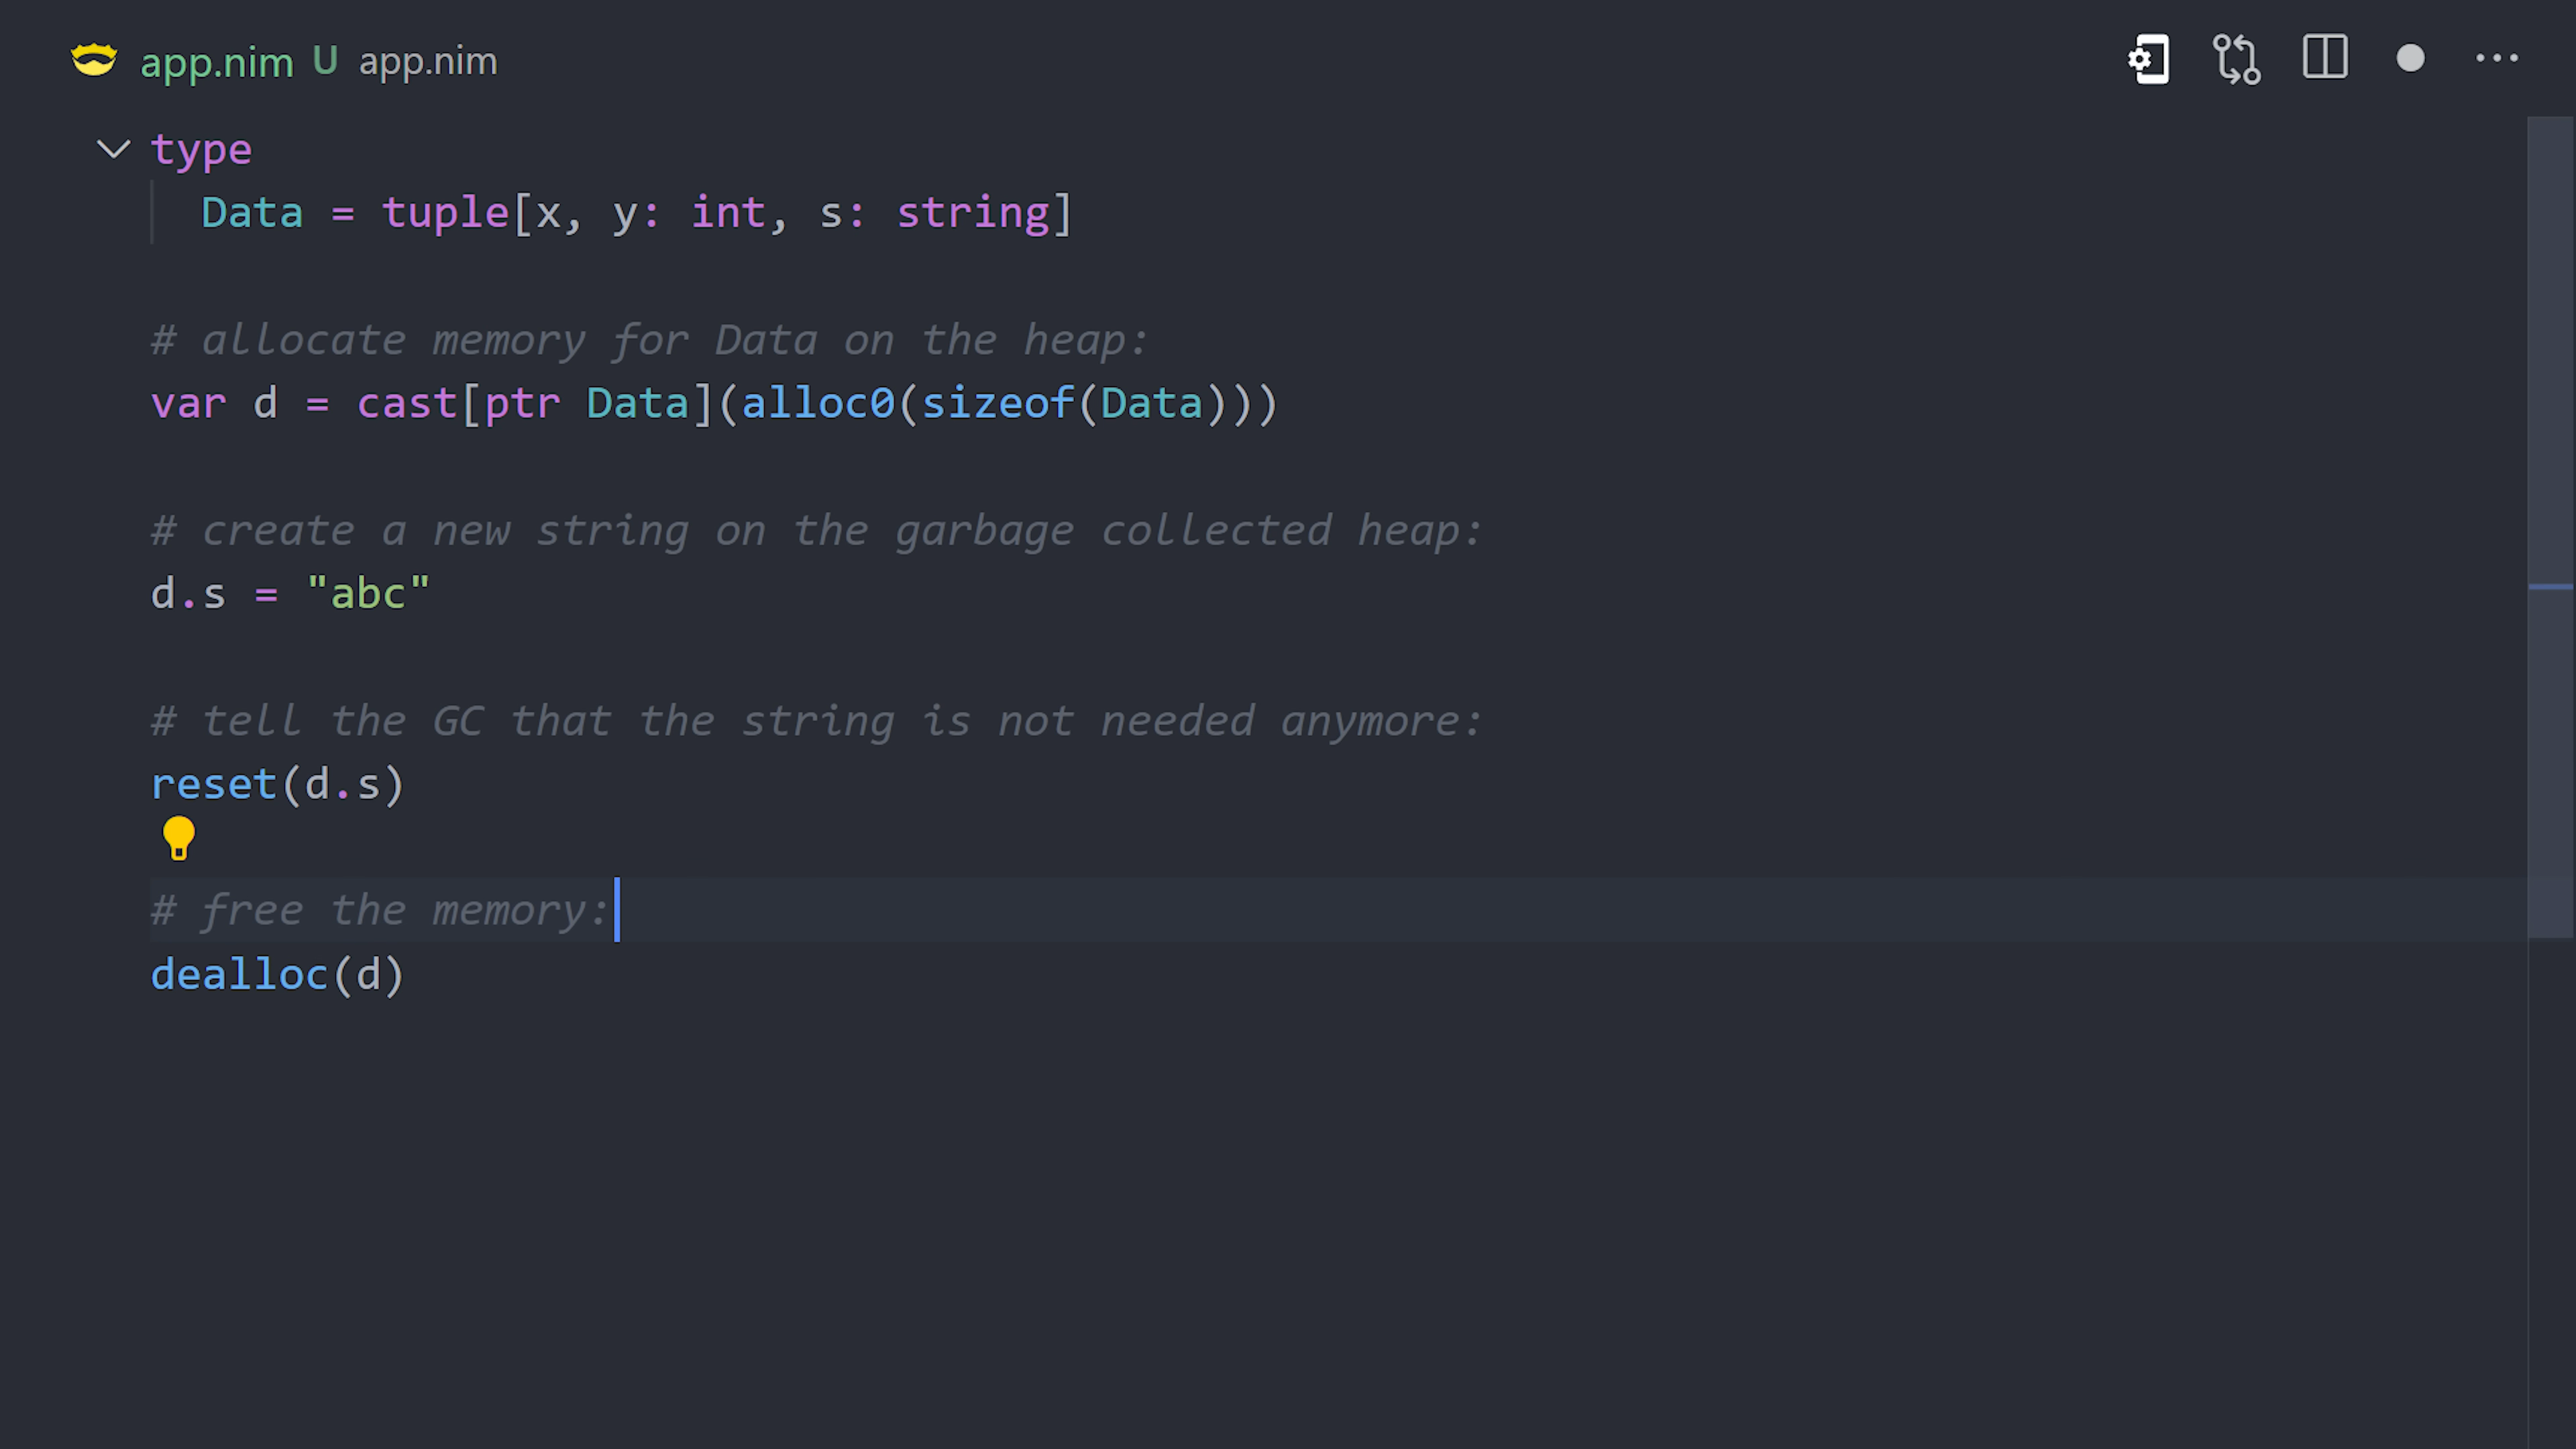 app.nim U app.nim
type
Data = tuple[x, y: int, s: string]
# allocate memory for Data on the heap:
var d = cast[ptr Data](alloc0(sizeof(Data)))
# create a new string on the garbage collected heap:
d.s = "abc"
# tell the GC that the string is not needed anymore:
reset(d.s)
# free the memory:
dealloc(d)